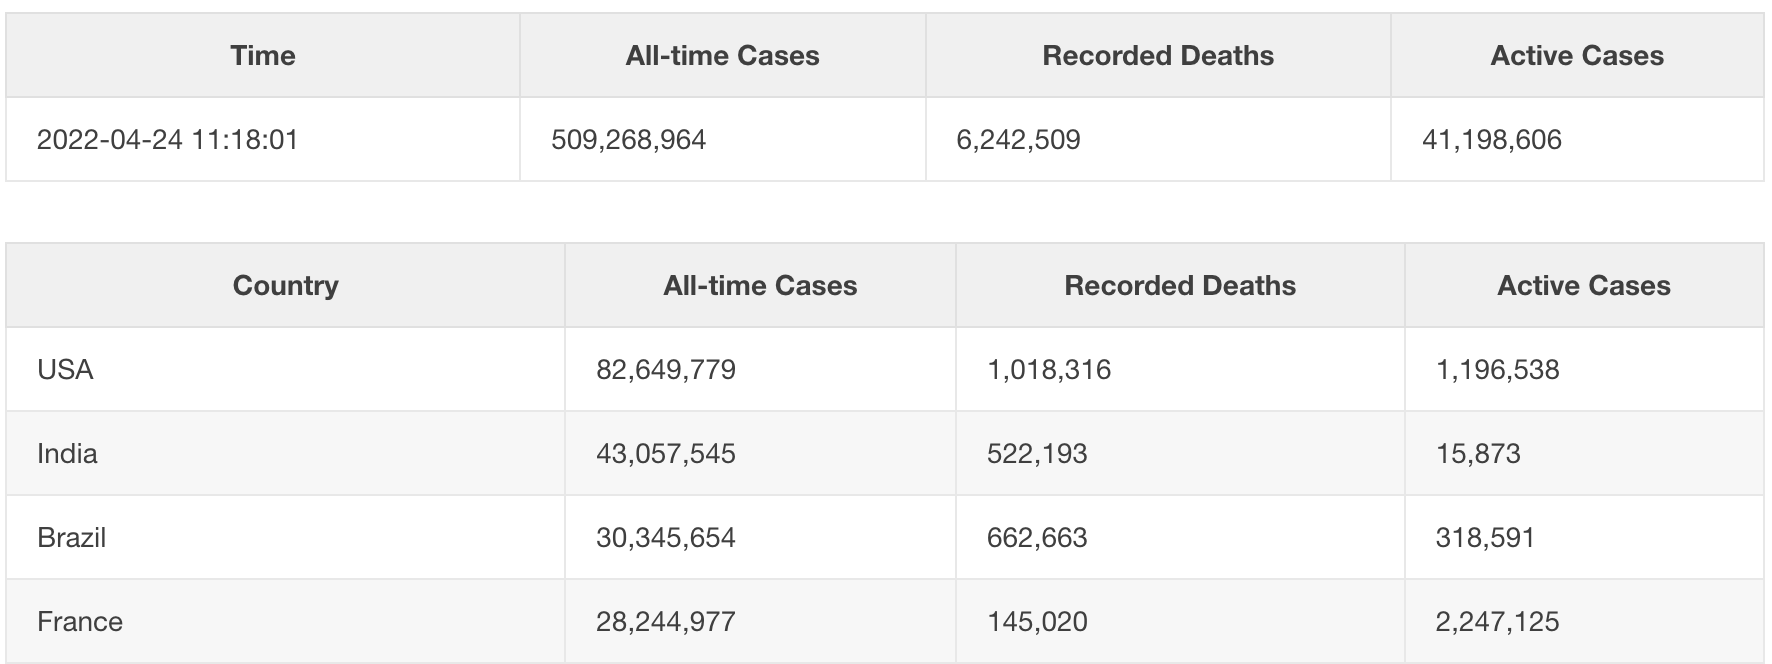 Time All-time Cases Recorded Deaths Active Cases
2022-04-24 11:18:01 509,268,964 6,242,509 41,198,606
Country All-time Cases Recorded Deaths Active Cases
USA 82,649,779 1,018,316 1,196,538
India 43,057,545 522,193 15,873
Brazil 30,345,654 662,663 318,591
France 28,244,977 145,020 2,247,125